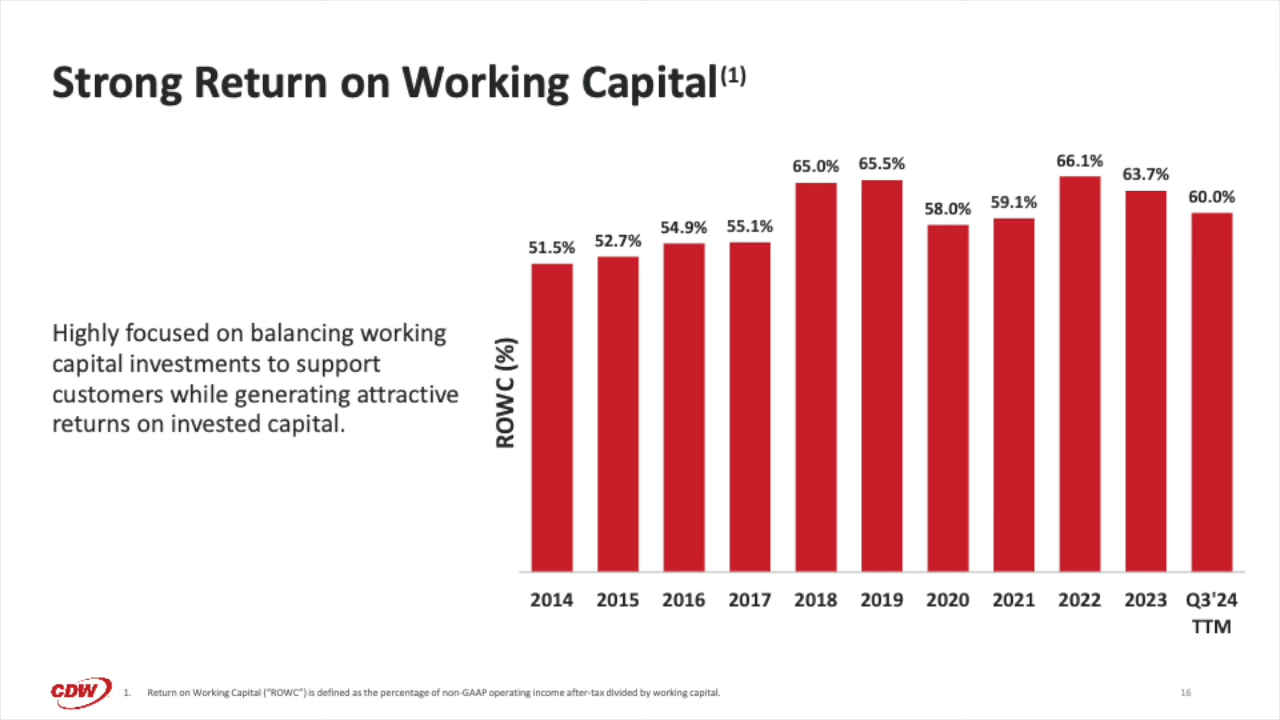 Strong Return on Working Capital(1)
Highly focused on balancing working
capital investments to support
customers while generating attractive
returns on invested capital.
ROWC (%)
51.5%
52.7%
54.9%
55.1%
65.0%
65.5%
58.0%
59.1%
66.1%
63.7%
60.0%
2014
2015
2016
2017
2018
2019
2020
2021
2022
2023
Q3'24
TTM
CDW
1. Return on Working Capital ("ROWC") is defined as the percentage of non-GAAP operating income after-tax divided by working capital.
16